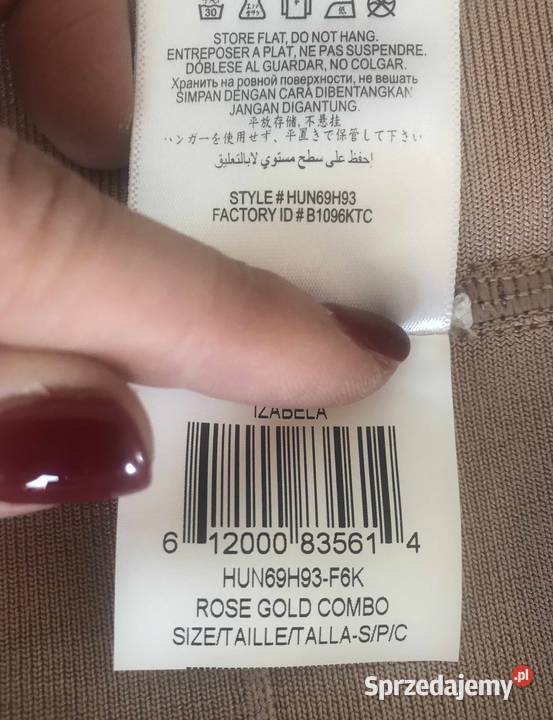 30
STORE FLAT, DO NOT HANG.
ENTREPOSER A PLAT, NE PAS SUSPENDRE.
DÓBLESE AL GUARDAR, NO COLGAR.
Хранить на ровной поверхности, не вешать
SIMPAN DENGAN CARA DIBENTANGKAN
JANGAN DIGANTUNG.
平放存储,不悬挂
ハンガーを使用せず、平置きで保管して下さい
إحفظ على سطح مستوي لابالتعليق
STYLE # HUN69H93
FACTORY ID # B1096KTC
IZABELA
6 12000 83561 4
HUN69H93-F6K
ROSE GOLD COMBO
SIZE/TAILLE/TALLA-S/P/C
Sprzedajemy.pl